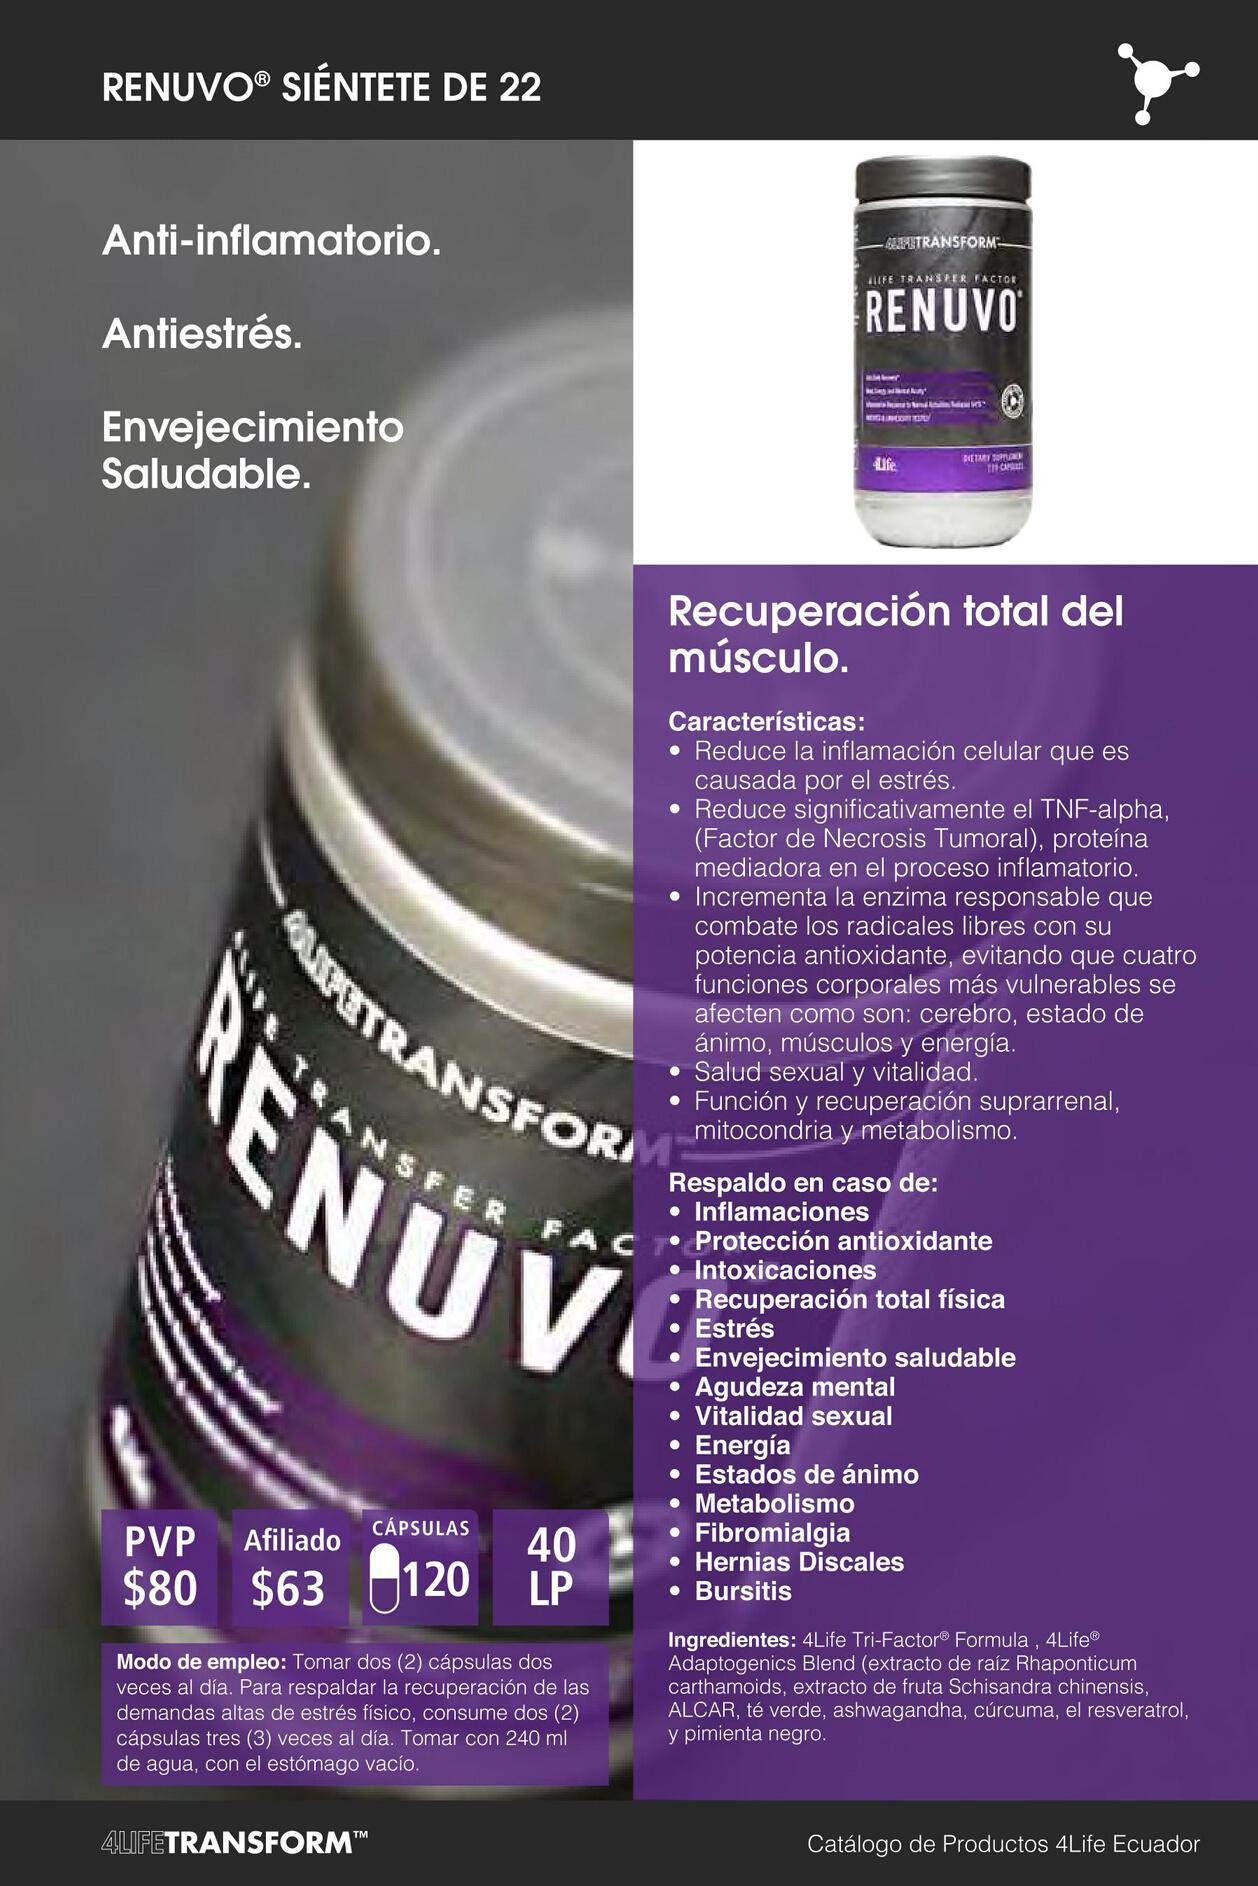 RENUVO® SIÉNTETE DE 22
Anti-inflamatorio.
Antiestrés.
Envejecimiento
Saludable.
4LIFETRANSFORM™
4LIFE TRANSFER FACTOR
RENUVO®
4Life.
DIETARY SUPPLEMENT
CAPSULES
4LIFETRANSFORM
TRANSFER FACTOR
RENUVO
Recuperación total del
músculo.
Características:
• Reduce la inflamación celular que es
causada por el estrés.
• Reduce significativamente el TNF-alpha,
(Factor de Necrosis Tumoral), proteína
mediadora en el proceso inflamatorio.
• Incrementa la enzima responsable que
combate los radicales libres con su
potencia antioxidante, evitando que cuatro
funciones corporales más vulnerables se
afecten como son: cerebro, estado de
ánimo, músculos y energía.
• Salud sexual y vitalidad.
• Función y recuperación suprarrenal,
mitocondria y metabolismo.
Respaldo en caso de:
• Inflamaciones
• Protección antioxidante
• Intoxicaciones
• Recuperación total física
• Estrés
• Envejecimiento saludable
• Agudeza mental
• Vitalidad sexual
• Energía
• Estados de ánimo
• Metabolismo
• Fibromialgia
• Hernias Discales
• Bursitis
Ingredientes: 4Life Tri-Factor® Formula , 4Life®
Adaptogenics Blend (extracto de raíz Rhaponticum
carthamoids, extracto de fruta Schisandra chinensis,
ALCAR, té verde, ashwagandha, cúrcuma, el resveratrol,
y pimienta negro.
PVP
$80
Afiliado
$63
CÁPSULAS
120
40
LP
Modo de empleo: Tomar dos (2) cápsulas dos
veces al día. Para respaldar la recuperación de las
demandas altas de estrés físico, consume dos (2)
cápsulas tres (3) veces al día. Tomar con 240 ml
de agua, con el estómago vacío.
4LIFETRANSFORM™
Catálogo de Productos 4Life Ecuador